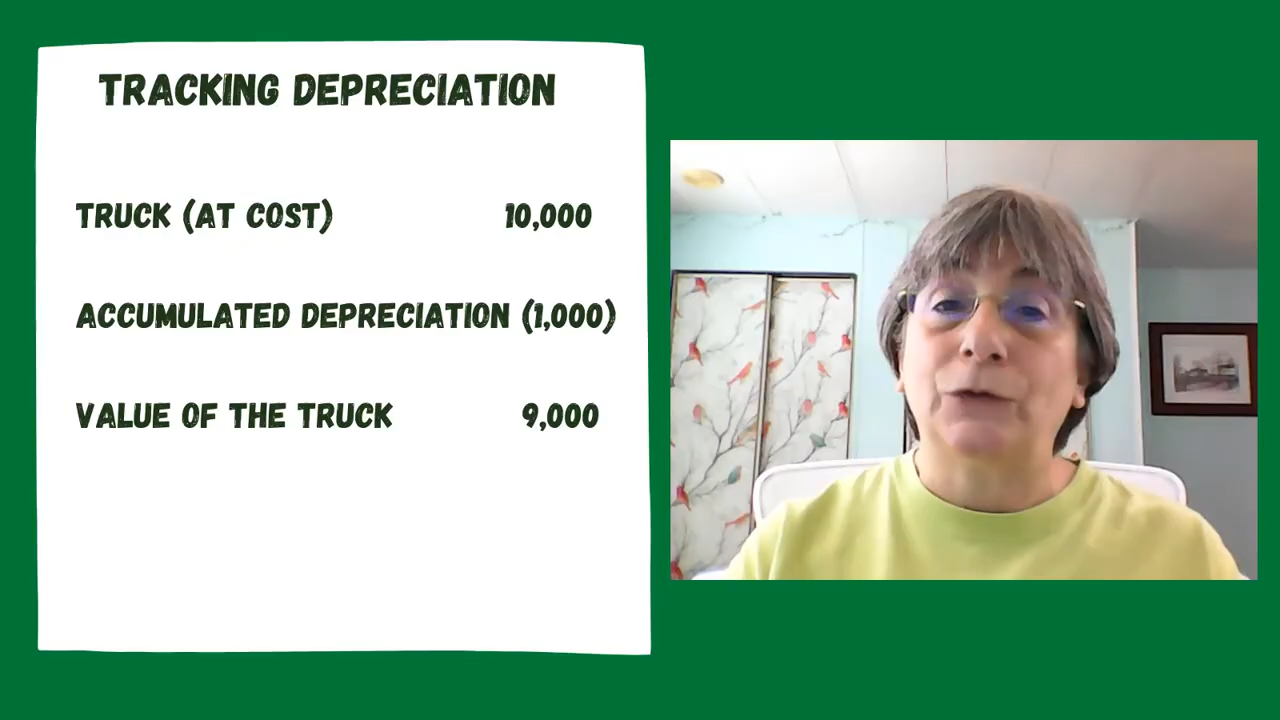 TRACKING DEPRECIATION
TRUCK (AT COST) 10,000
ACCUMULATED DEPRECIATION (1,000)
VALUE OF THE TRUCK 9,000